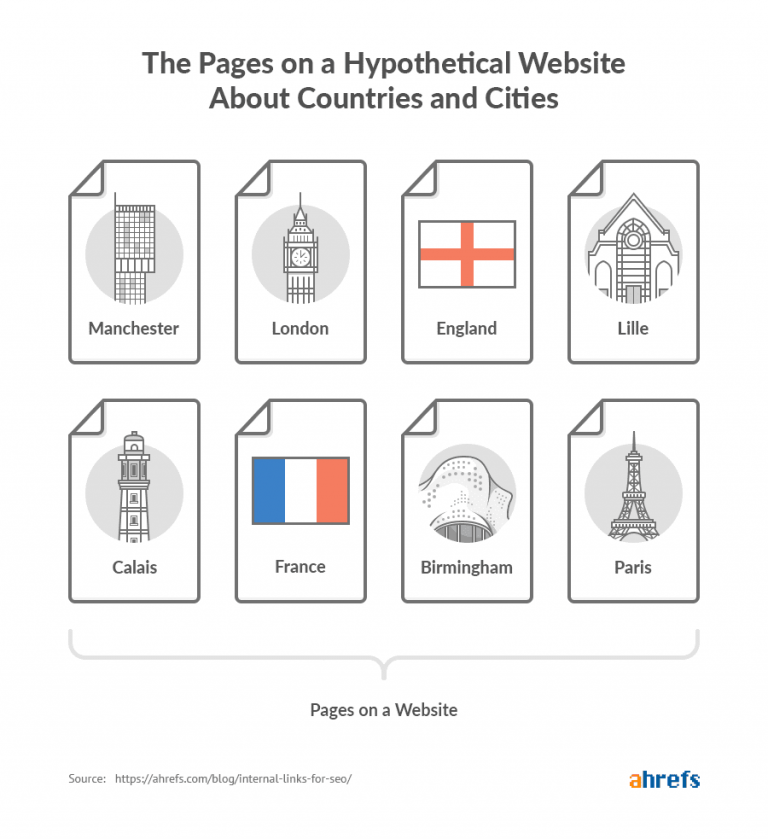 The Pages on a Hypothetical Website
About Countries and Cities
Manchester
London
England
Lille
Calais
France
Birmingham
Paris
Pages on a Website
Source: https://ahrefs.com/blog/internal-links-for-seo/
ahrefs